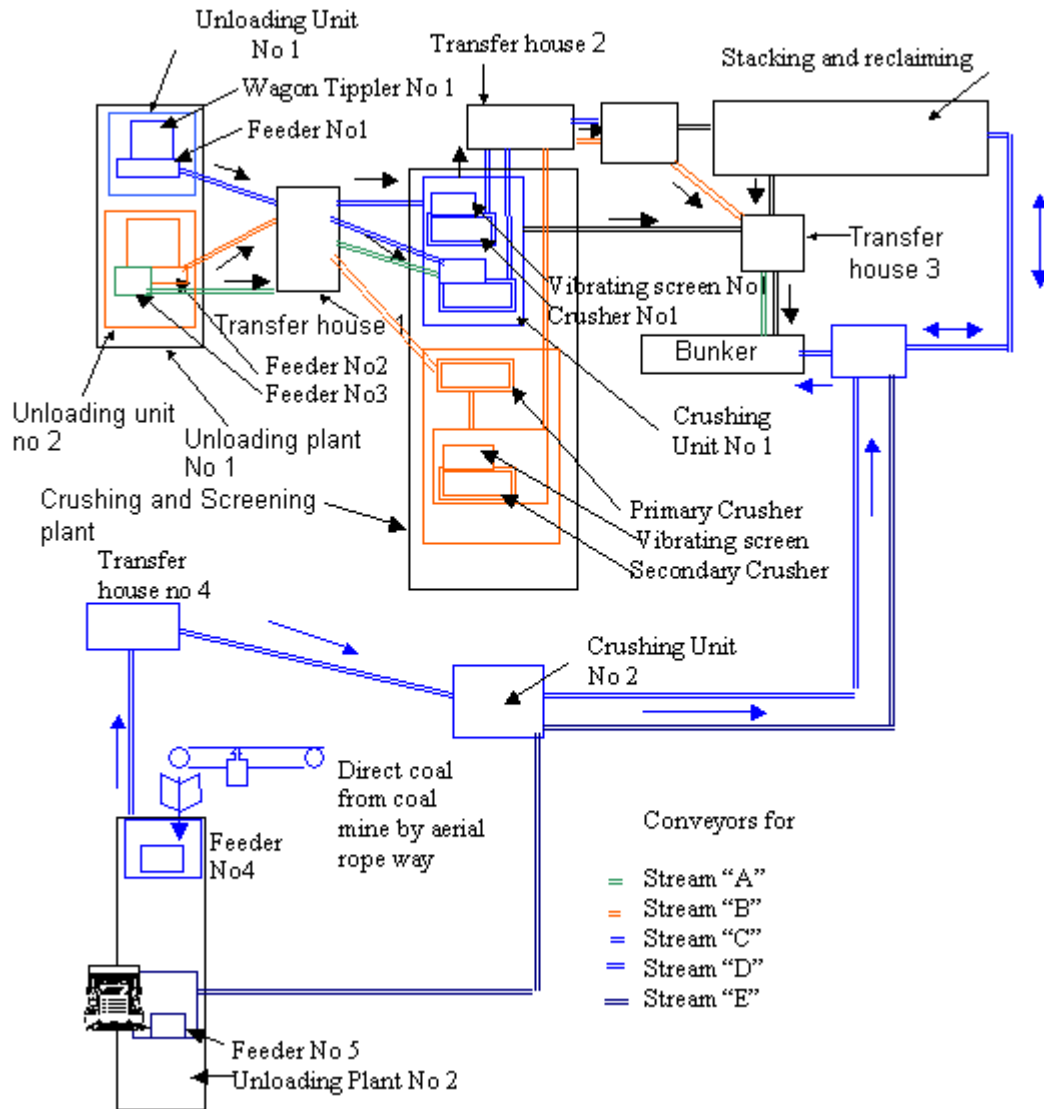 Unloading Unit
No 1
Transfer house 2
Stacking and reclaiming
Wagon Tippler No 1
Feeder No1
Transfer
house 3
Vibrating screen No1
Crusher No1
Transfer house 1
Bunker
Feeder No2
Feeder No3
Unloading unit
no 2
Unloading plant
No 1
Crushing
Unit No 1
Crushing and Screening
plant
Primary Crusher
Vibrating screen
Secondary Crusher
Transfer
house no 4
Crushing Unit
No 2
Direct coal
from coal
mine by aerial
rope way
Feeder
No4
Conveyors for
Stream “A”
Stream “B”
Stream “C”
Stream “D”
Stream “E”
Feeder No 5
Unloading Plant No 2